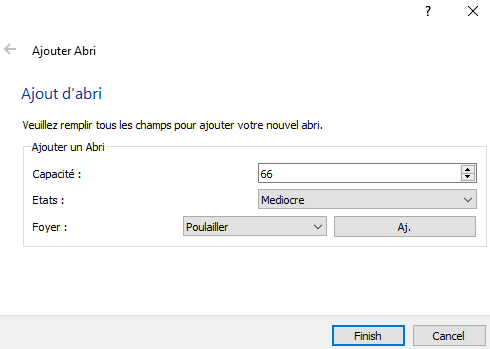 ?
Ajouter Abri
Ajout d'abri
Veuillez remplir tous les champs pour ajouter votre nouvel abri.
Ajouter un Abri
Capacité : 66
Etats : Mediocre
Foyer : Poulailler Aj.
Finish Cancel